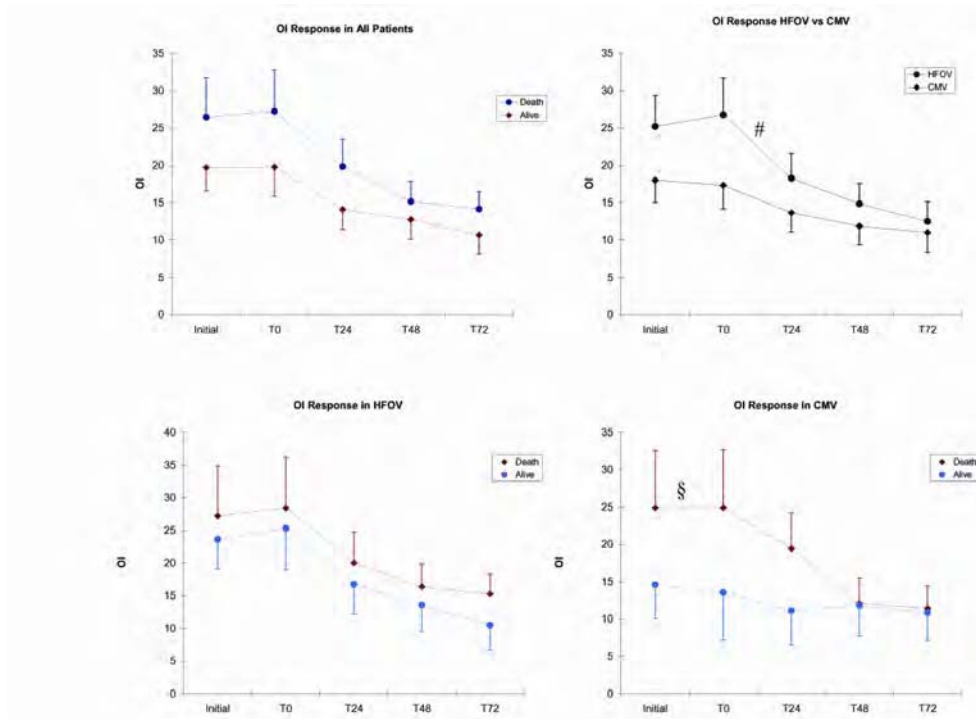 OI Response in All Patients
35
30
25
20
15
10
5
0
OI
Initial T0 T24 T48 T72
Death
Alive
OI Response HFOV vs CMV
35
30
25
20
15
10
5
0
OI
#
Initial T0 T24 T48 T72
HFOV
CMV
OI Response in HFOV
40
35
30
25
20
15
10
5
0
OI
Initial T0 T24 T48 T72
Death
Alive
OI Response in CMV
35
30
25
20
15
10
5
0
OI
§
Initial T0 T24 T48 T72
Death
Alive